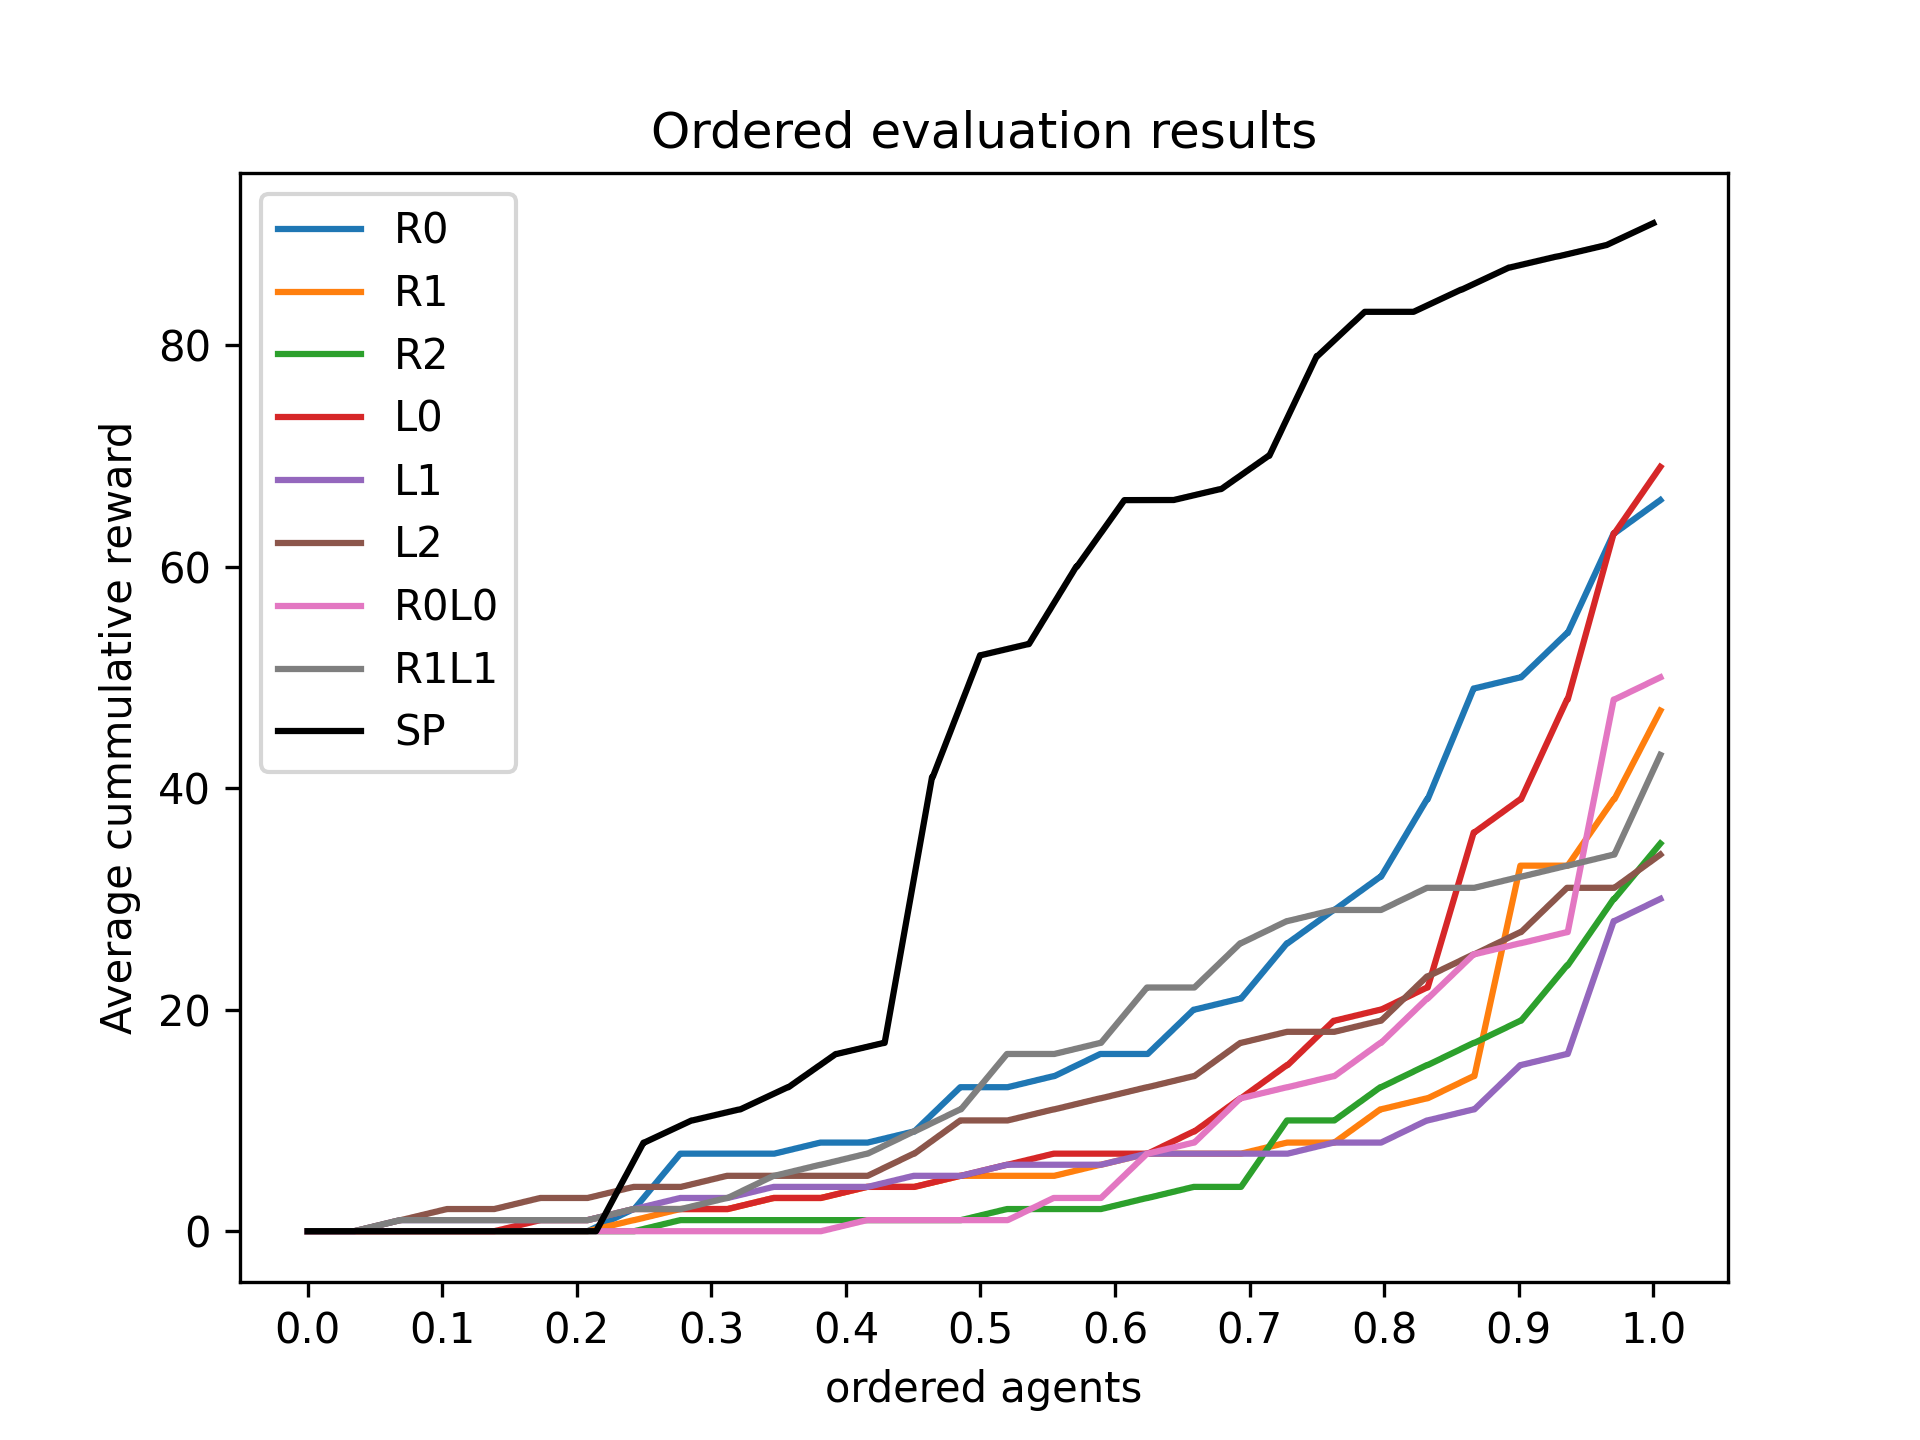 Ordered evaluation results
R0
R1
R2
L0
L1
L2
R0L0
R1L1
SP
Average cummulative reward
80
60
40
20
0
0.0 0.1 0.2 0.3 0.4 0.5 0.6 0.7 0.8 0.9 1.0
ordered agents